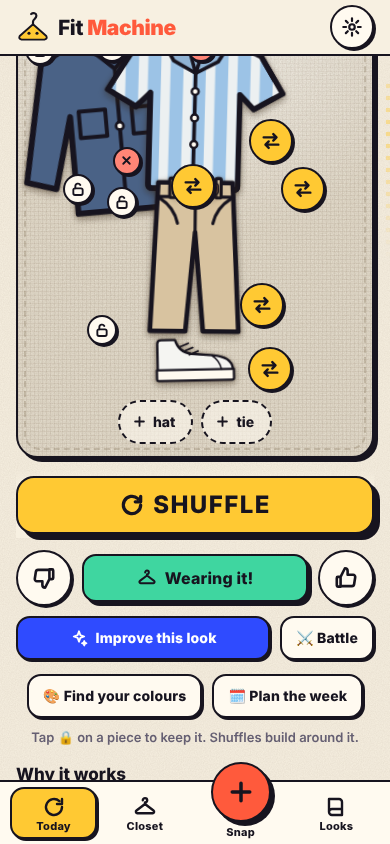 Fit Machine
+ hat
+ tie
SHUFFLE
Wearing it!
Improve this look
⚔️ Battle
🎨 Find your colours
🗓️ Plan the week
Tap 🔒 on a piece to keep it. Shuffles build around it.
Why it works
Today
Closet
Snap
Looks